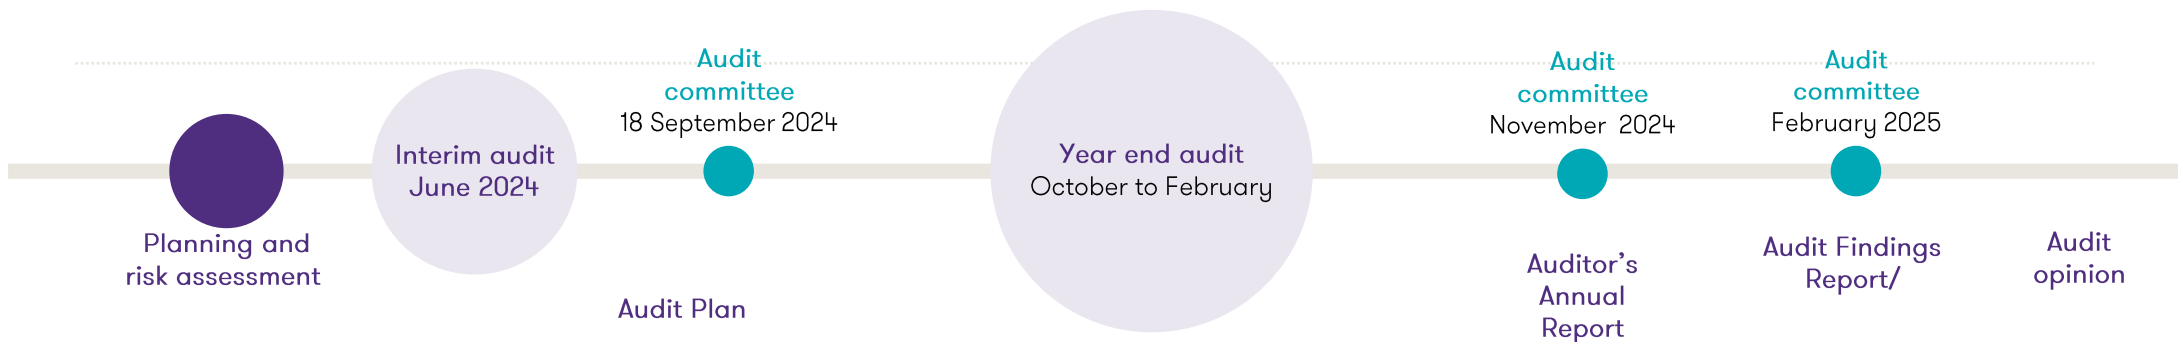 Planning and
risk assessment
Interim audit
June 2024
Audit
committee
18 September 2024
Audit Plan
Year end audit
October to February
Audit
committee
November 2024
Auditor’s
Annual
Report
Audit
committee
February 2025
Audit Findings
Report/
Audit
opinion